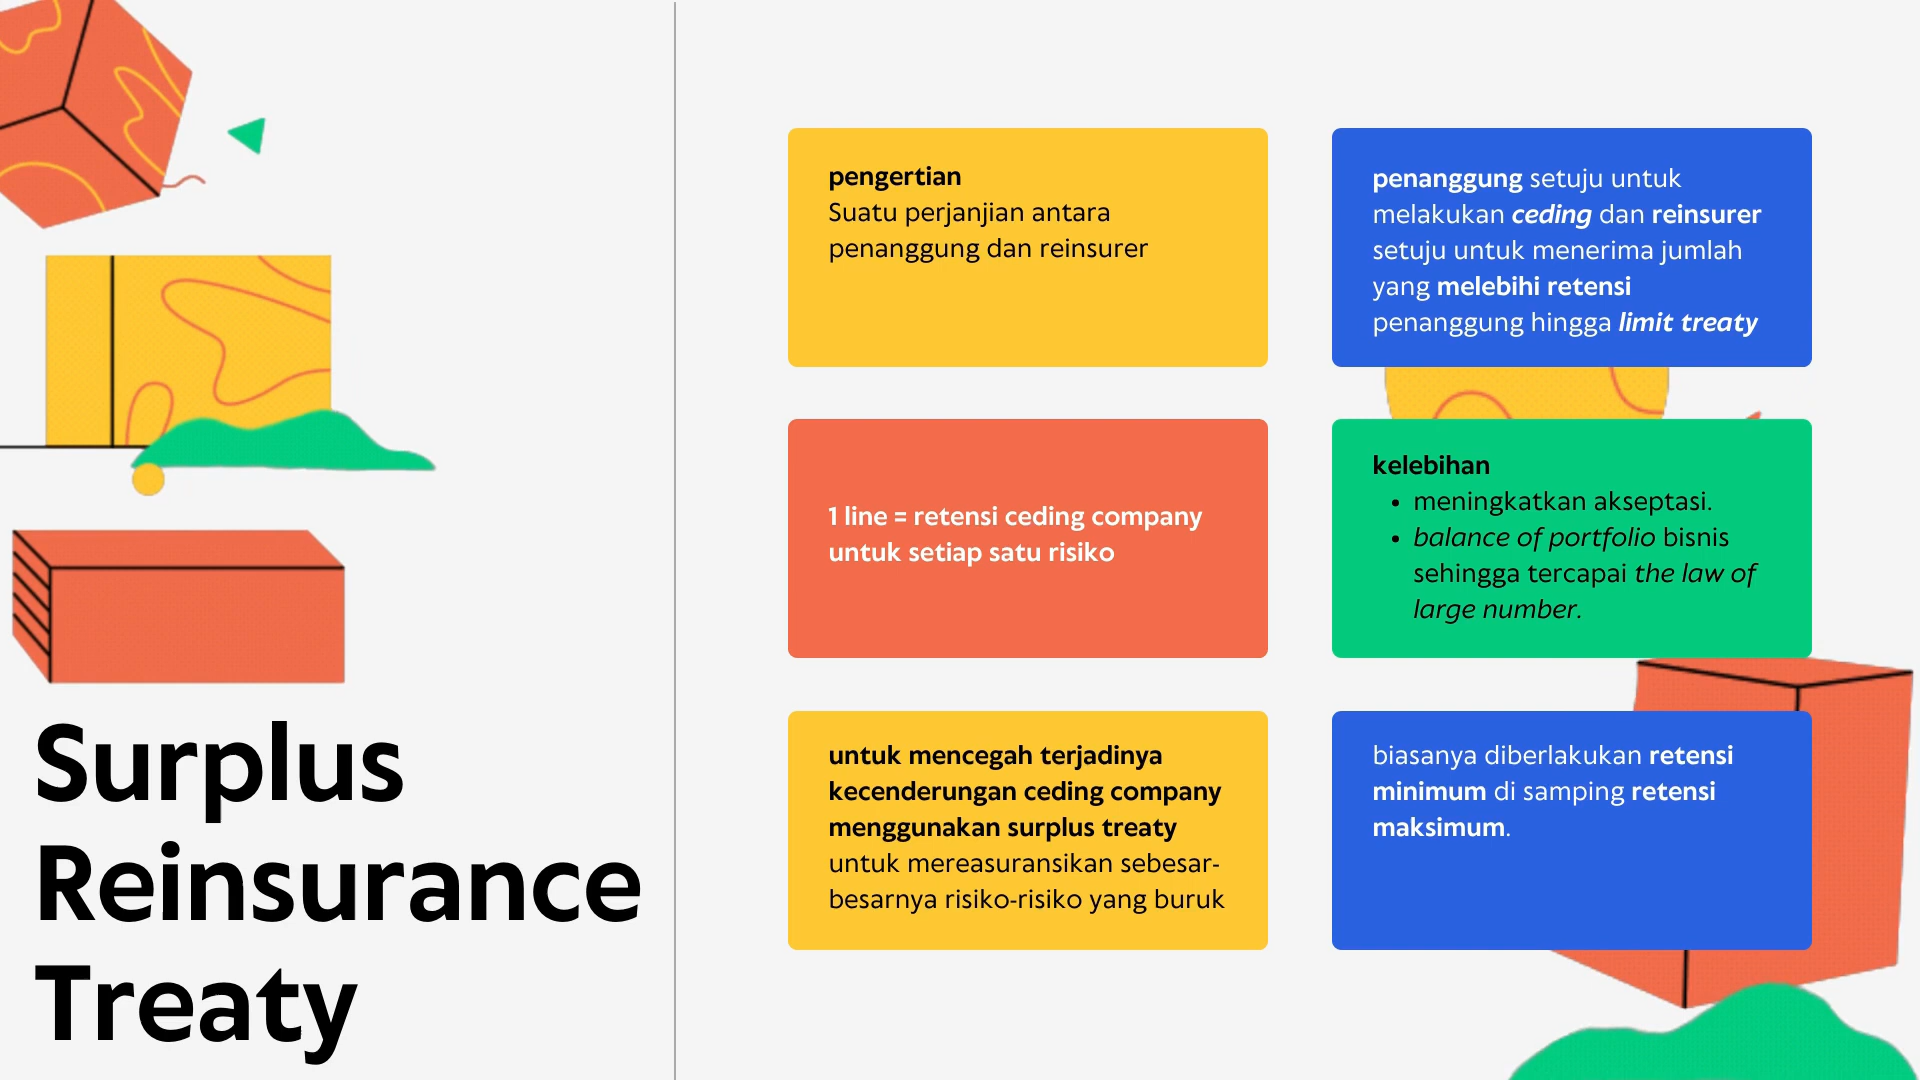 Surplus
Reinsurance
Treaty
pengertian
Suatu perjanjian antara
penanggung dan reinsurer
penanggung setuju untuk
melakukan ceding dan reinsurer
setuju untuk menerima jumlah
yang melebihi retensi
penanggung hingga limit treaty
1 line = retensi ceding company
untuk setiap satu risiko
kelebihan
• meningkatkan akseptasi.
• balance of portfolio bisnis
sehingga tercapai the law of
large number.
untuk mencegah terjadinya
kecenderungan ceding company
menggunakan surplus treaty
untuk mereasuransikan sebesar-
besarnya risiko-risiko yang buruk
biasanya diberlakukan retensi
minimum di samping retensi
maksimum.